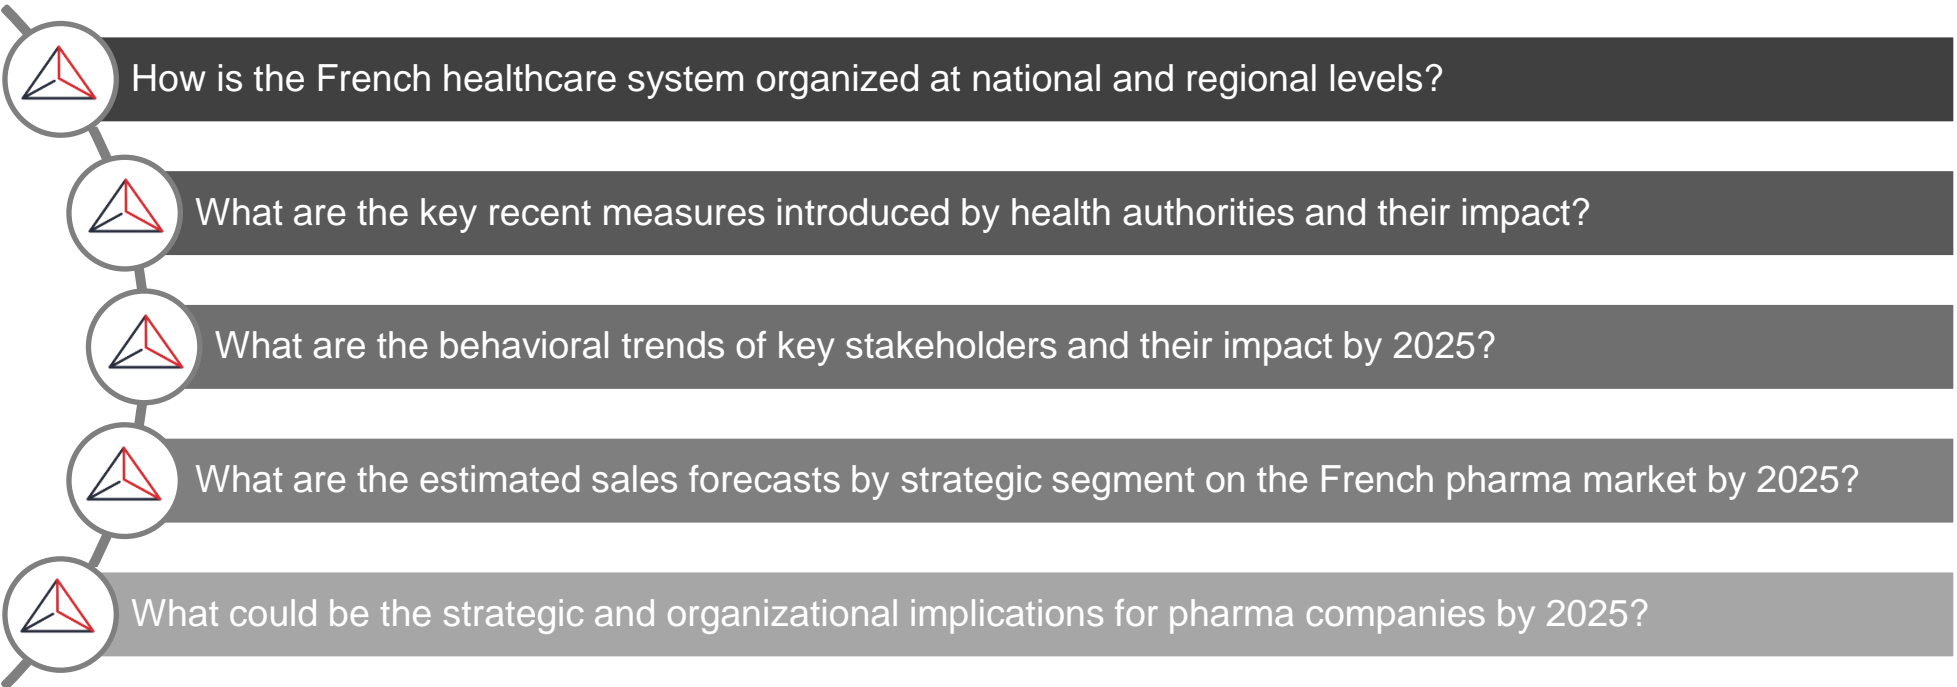 How is the French healthcare system organized at national and regional levels?
What are the key recent measures introduced by health authorities and their impact?
What are the behavioral trends of key stakeholders and their impact by 2025?
What are the estimated sales forecasts by strategic segment on the French pharma market by 2025?
What could be the strategic and organizational implications for pharma companies by 2025?